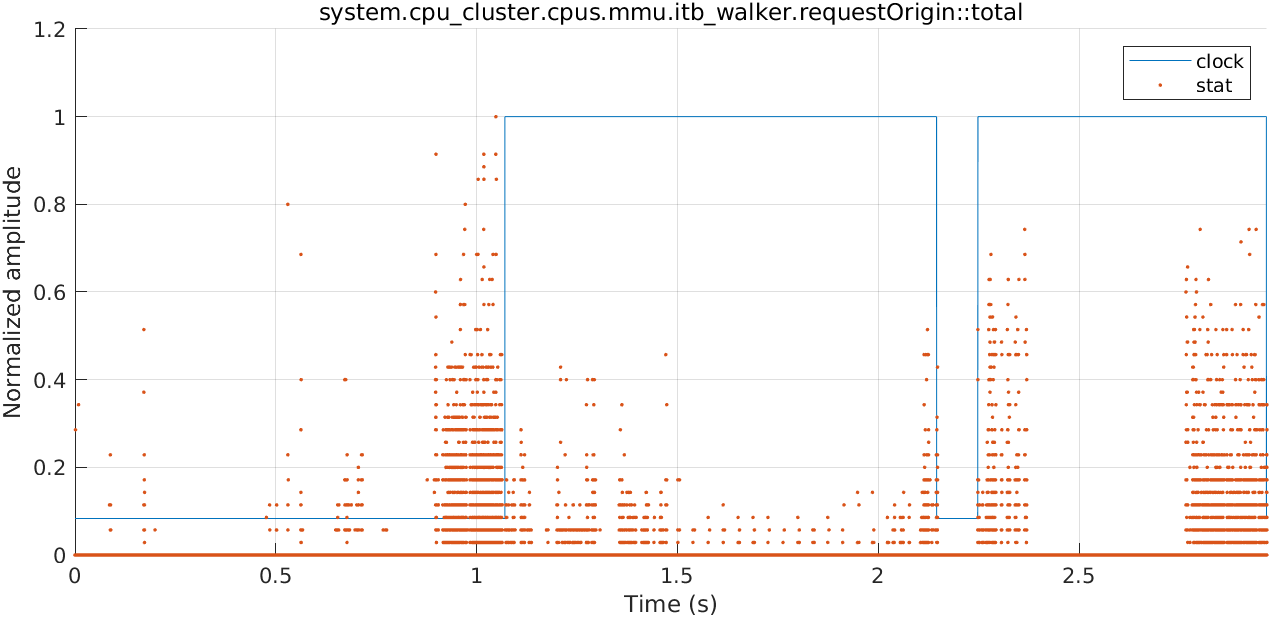 system.cpu_cluster.cpus.mmu.itb_walker.requestOrigin::total
1.2
1
0.8
0.6
0.4
0.2
0
Normalized amplitude
clock
stat
0 0.5 1 1.5 2 2.5
Time (s)